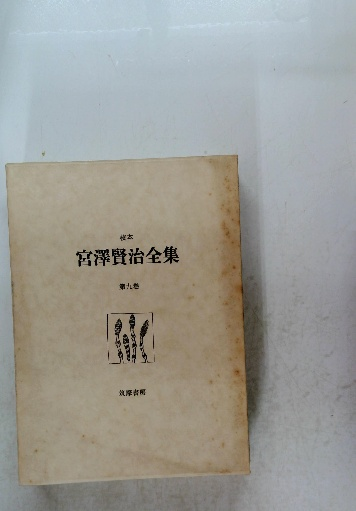 校本
宮澤賢治全集
第九巻
筑摩書房